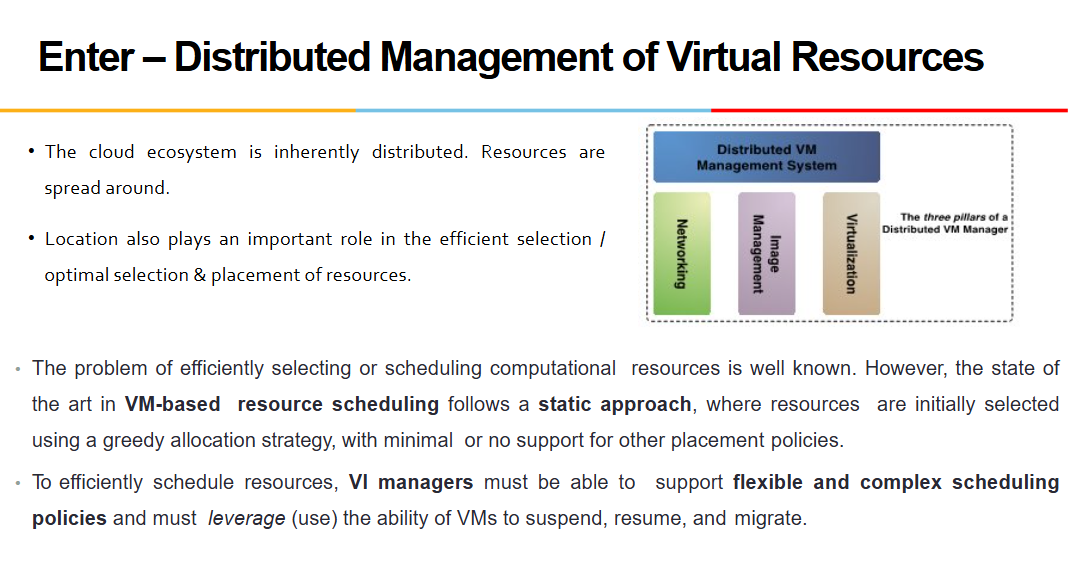 Enter – Distributed Management of Virtual Resources
• The cloud ecosystem is inherently distributed. Resources are
spread around.
• Location also plays an important role in the efficient selection /
optimal selection & placement of resources.
Distributed VM
Management System
Networking
Image
Management
Virtualization
The three pillars of a
Distributed VM Manager
• The problem of efficiently selecting or scheduling computational resources is well known. However, the state of
the art in VM-based resource scheduling follows a static approach, where resources are initially selected
using a greedy allocation strategy, with minimal or no support for other placement policies.
• To efficiently schedule resources, VI managers must be able to support flexible and complex scheduling
policies and must leverage (use) the ability of VMs to suspend, resume, and migrate.